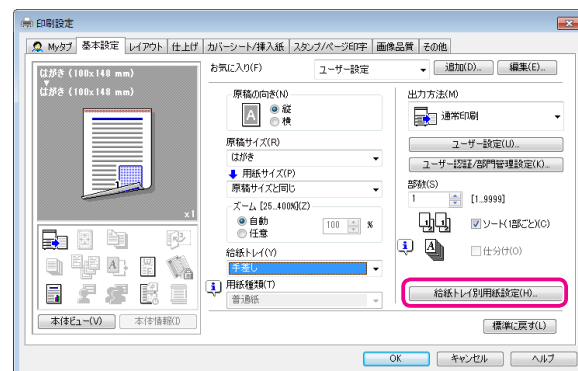 印刷設定
Myタブ 基本設定 レイアウト 仕上げ カバーシート/挿入紙 スタンプ/ページ印字 画像品質 その他
はがき (100x148 mm)
はがき (100x148 mm)
1
x1
お気に入り(F) ユーザー設定 追加(D)... 編集(E)...
原稿の向き(N)
A
縦
横
原稿サイズ(R)
はがき
用紙サイズ(P)
原稿サイズと同じ
ズーム [25..400%](Z)
自動
任意
100 %
給紙トレイ(Y)
手差し
用紙種類(T)
普通紙
出力方法(M)
通常印刷
ユーザー設定(U)...
ユーザー認証/部門管理設定(K)...
部数(S)
1 [1..9999]
ソート(1部ごと)(C)
仕分け(O)
給紙トレイ別用紙設定(H)...
本体ビュー(V) 本体情報(I)
標準に戻す(L)
OK キャンセル ヘルプ